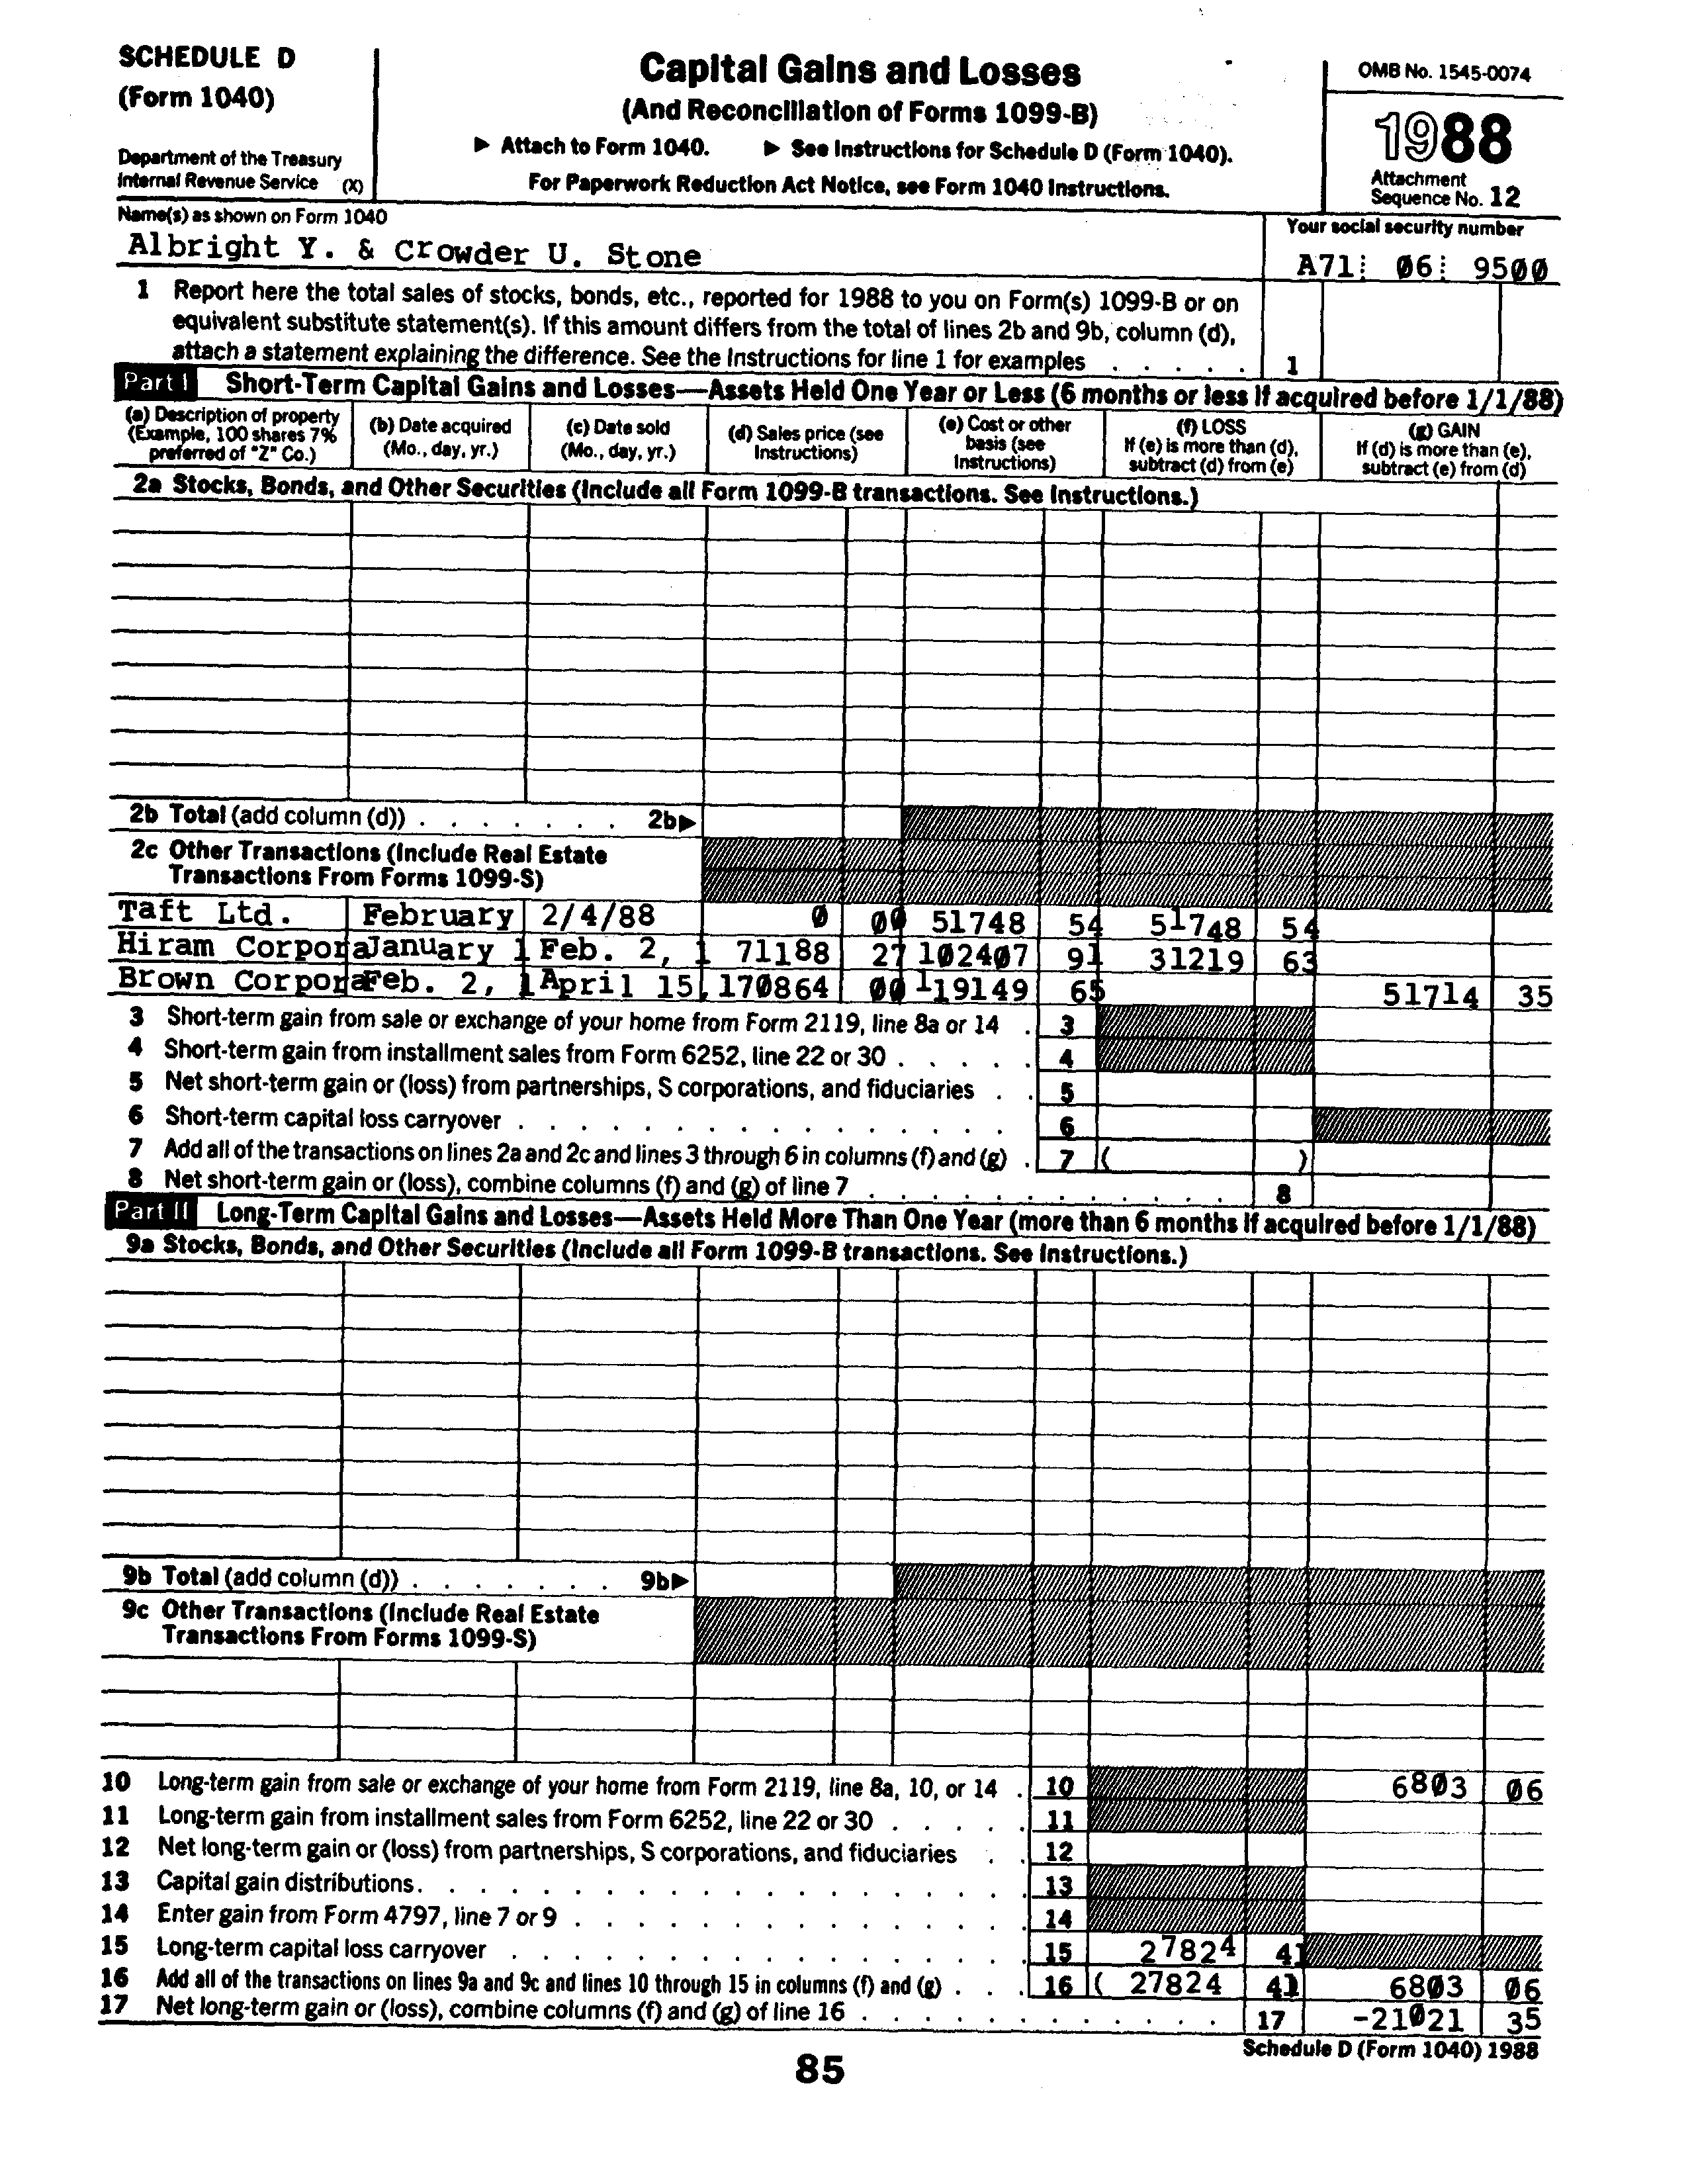 SCHEDULE D
(Form 1040)
Department of the Treasury
Internal Revenue Service (X)
Capital Gains and Losses
(And Reconciliation of Forms 1099-B)
▶ Attach to Form 1040. ▶ See Instructions for Schedule D (Form 1040).
For Paperwork Reduction Act Notice, see Form 1040 Instructions.
OMB No. 1545-0074
1988
Attachment
Sequence No. 12
Name(s) as shown on Form 1040
Albright Y. & Crowder U. Stone
Your social security number
A71 06 9500
1 Report here the total sales of stocks, bonds, etc., reported for 1988 to you on Form(s) 1099-B or on
equivalent substitute statement(s). If this amount differs from the total of lines 2b and 9b, column (d),
attach a statement explaining the difference. See the Instructions for line 1 for examples . . . . . 1
Part I Short-Term Capital Gains and Losses—Assets Held One Year or Less (6 months or less if acquired before 1/1/88)
(a) Description of property
(Example, 100 shares 7%
preferred of "Z" Co.)
(b) Date acquired
(Mo., day, yr.)
(c) Date sold
(Mo., day, yr.)
(d) Sales price (see
Instructions)
(e) Cost or other
basis (see
Instructions)
(f) LOSS
If (e) is more than (d),
subtract (d) from (e)
(g) GAIN
If (d) is more than (e),
subtract (e) from (d)
2a Stocks, Bonds, and Other Securities (Include all Form 1099-B transactions. See Instructions.)
2b Total (add column (d)) . . . . . . . 2b▶
2c Other Transactions (Include Real Estate
Transactions From Forms 1099-S)
Taft Ltd. February 2/4/88 0 00 51748 54 51748 54
Hiram Corpora January 1 Feb. 2, 1 71188 27 102407 91 31219 63
Brown Corpora Feb. 2, 1 April 15, 170864 00 119149 65 51714 35
3 Short-term gain from sale or exchange of your home from Form 2119, line 8a or 14 . 3
4 Short-term gain from installment sales from Form 6252, line 22 or 30 . . . . . 4
5 Net short-term gain or (loss) from partnerships, S corporations, and fiduciaries . . 5
6 Short-term capital loss carryover . . . . . . . . . . . . . . . . 6
7 Add all of the transactions on lines 2a and 2c and lines 3 through 6 in columns (f) and (g) . 7 ( )
8 Net short-term gain or (loss), combine columns (f) and (g) of line 7 . . . . . . . . . . . . 8
Part II Long-Term Capital Gains and Losses—Assets Held More Than One Year (more than 6 months if acquired before 1/1/88)
9a Stocks, Bonds, and Other Securities (Include all Form 1099-B transactions. See Instructions.)
9b Total (add column (d)) . . . . . . . 9b▶
9c Other Transactions (Include Real Estate
Transactions From Forms 1099-S)
10 Long-term gain from sale or exchange of your home from Form 2119, line 8a, 10, or 14 . 10 6803 06
11 Long-term gain from installment sales from Form 6252, line 22 or 30 . . . . . 11
12 Net long-term gain or (loss) from partnerships, S corporations, and fiduciaries . . 12
13 Capital gain distributions. . . . . . . . . . . . . . . . . . . . 13
14 Enter gain from Form 4797, line 7 or 9 . . . . . . . . . . . . . . 14
15 Long-term capital loss carryover . . . . . . . . . . . . . . . . 15 27824 41
16 Add all of the transactions on lines 9a and 9c and lines 10 through 15 in columns (f) and (g) . . . 16 ( 27824 41) 6803 06
17 Net long-term gain or (loss), combine columns (f) and (g) of line 16 . . . . . . . . . . . . 17 -21021 35
Schedule D (Form 1040) 1988
85